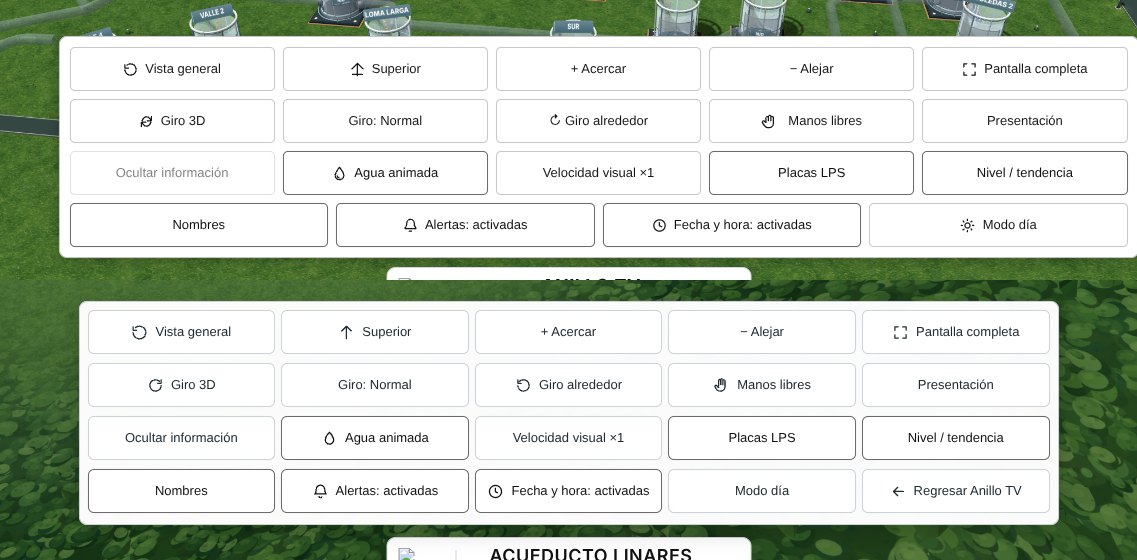 VALLE 2
LOMA LARGA
SUR
Vista general
Superior
+ Acercar
− Alejar
Pantalla completa
Giro 3D
Giro: Normal
Giro alrededor
Manos libres
Presentación
Ocultar información
Agua animada
Velocidad visual ×1
Placas LPS
Nivel / tendencia
Nombres
Alertas: activadas
Fecha y hora: activadas
Modo día
Vista general
Superior
+ Acercar
− Alejar
Pantalla completa
Giro 3D
Giro: Normal
Giro alrededor
Manos libres
Presentación
Ocultar información
Agua animada
Velocidad visual ×1
Placas LPS
Nivel / tendencia
Nombres
Alertas: activadas
Fecha y hora: activadas
Modo día
Regresar Anillo TV
ACUEDUCTO LINARES